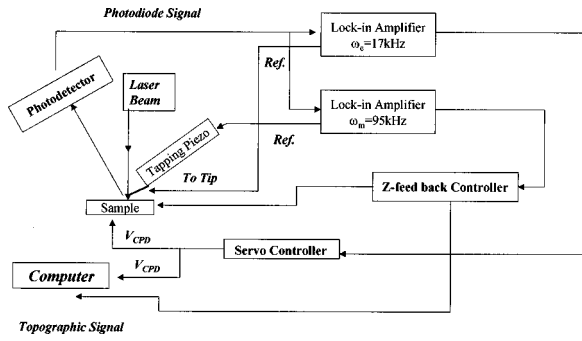 Photodiode Signal
Lock-in Amplifier
ωe=17kHz
Ref.
Photodetector
Laser
Beam
Lock-in Amplifier
ωm=95kHz
Tapping Piezo
Ref.
To Tip
Z-feed back Controller
Sample
VCPD
Servo Controller
VCPD
Computer
Topographic Signal